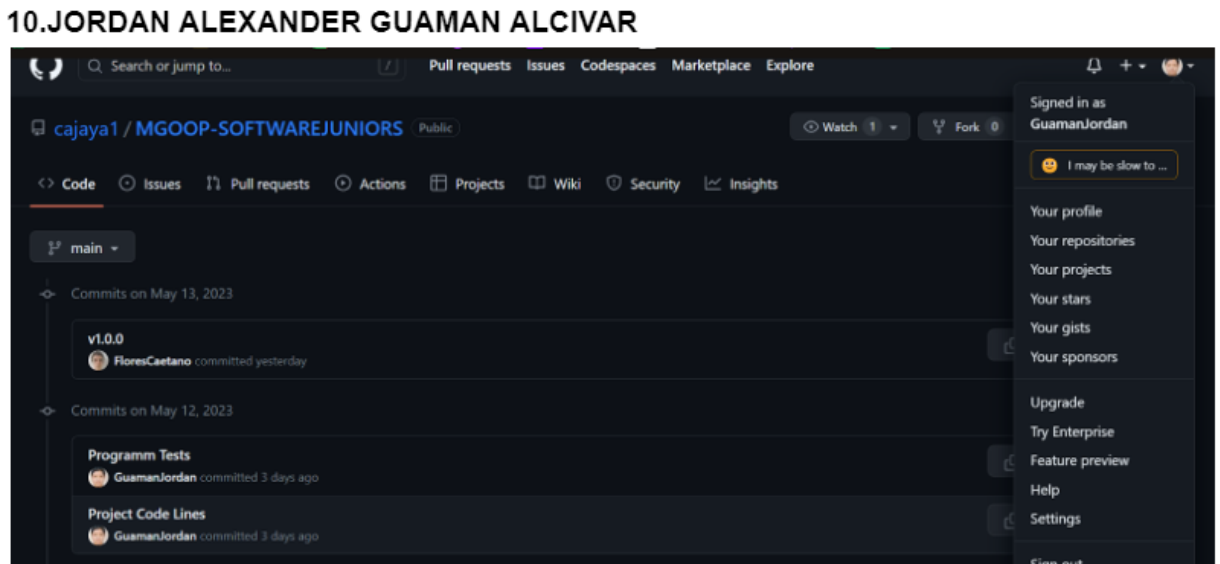 10.JORDAN ALEXANDER GUAMAN ALCIVAR
Search or jump to... / Pull requests Issues Codespaces Marketplace Explore
cajaya1 / MGOOP-SOFTWAREJUNIORS Public
Watch 1 Fork 0
Code Issues Pull requests Actions Projects Wiki Security Insights
main
Commits on May 13, 2023
v1.0.0
FloresCaetano committed yesterday
Commits on May 12, 2023
Programm Tests
GuamanJordan committed 3 days ago
Project Code Lines
GuamanJordan committed 3 days ago
Signed in as
GuamanJordan
I may be slow to ...
Your profile
Your repositories
Your projects
Your stars
Your gists
Your sponsors
Upgrade
Try Enterprise
Feature preview
Help
Settings
Sign out